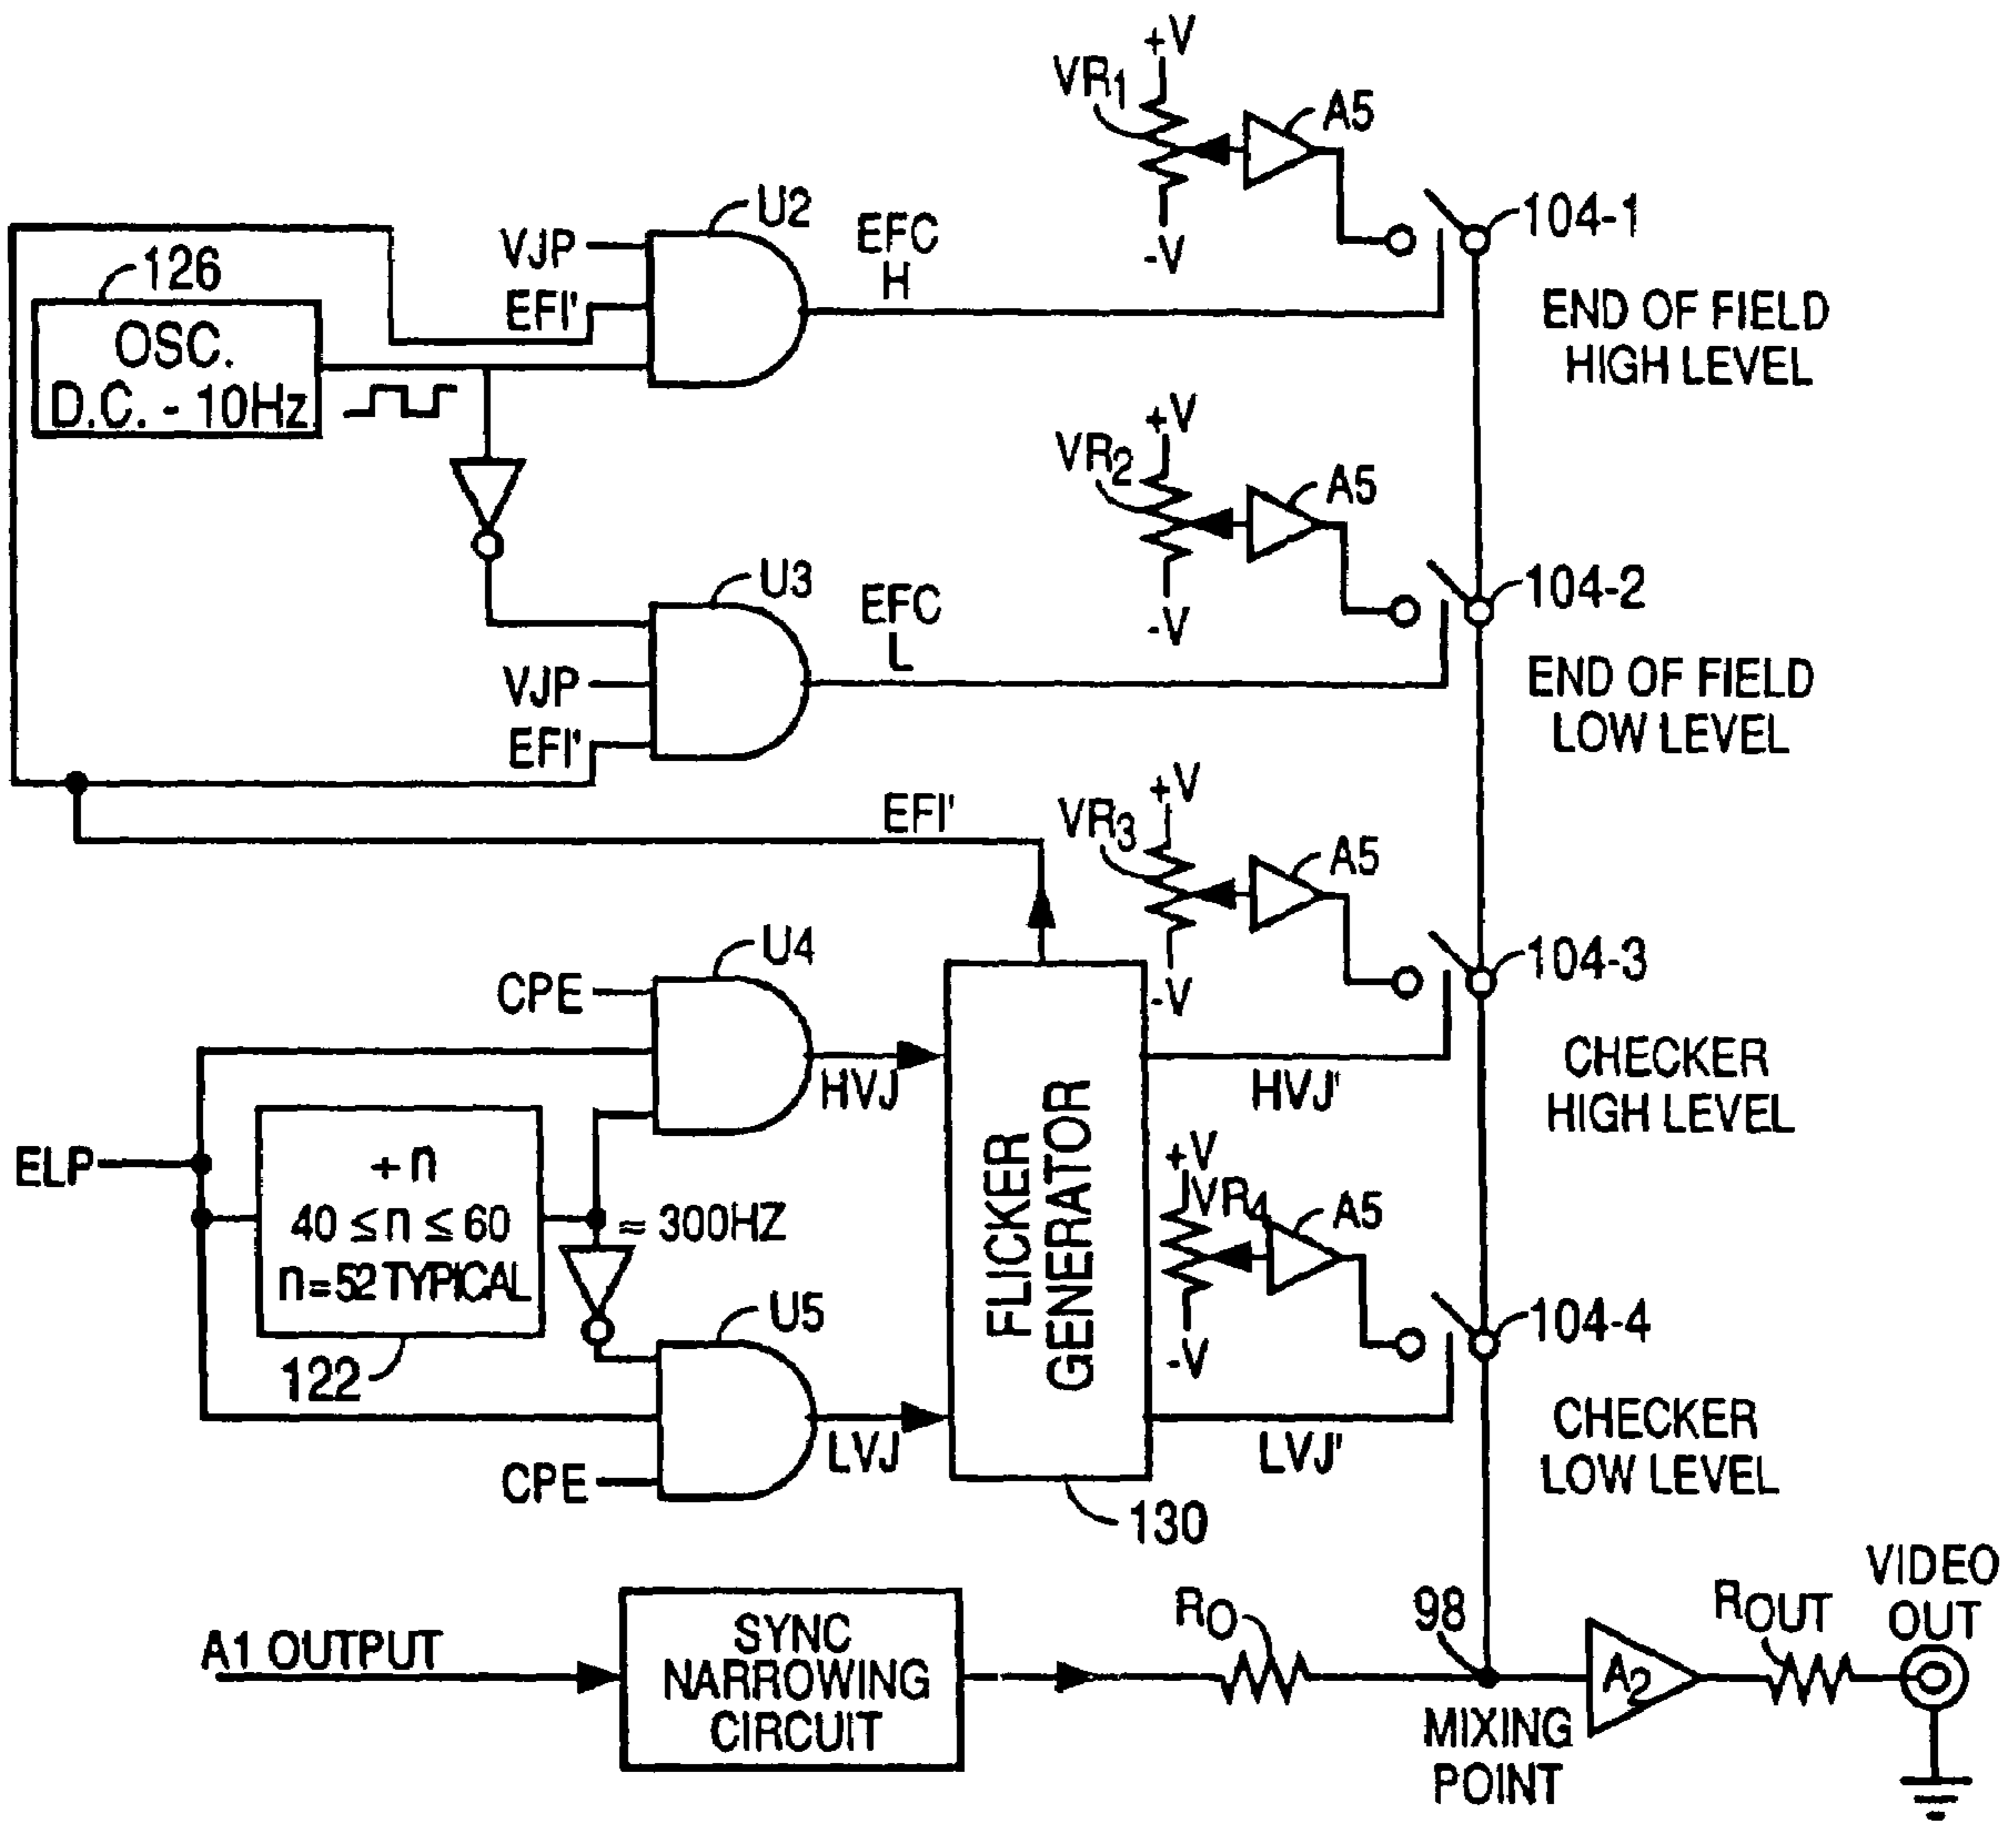 +V
VR1
A5
-V
104-1
END OF FIELD
HIGH LEVEL
U2
VJP
EFI'
EFC
H
126
OSC.
D.C. - 10Hz
+V
VR2
A5
-V
104-2
END OF FIELD
LOW LEVEL
U3
VJP
EFI'
EFC
L
EFI'
+V
VR3
A5
-V
104-3
CHECKER
HIGH LEVEL
U4
CPE
HVJ
HVJ'
ELP
+ n
40 ≤ n ≤ 60
n=52 TYPICAL
122
= 300HZ
FLICKER
GENERATOR
130
+V
VR4
A5
-V
104-4
CHECKER
LOW LEVEL
U5
CPE
LVJ
LVJ'
A1 OUTPUT
SYNC
NARROWING
CIRCUIT
RO
98
MIXING
POINT
A2
ROUT
VIDEO
OUT